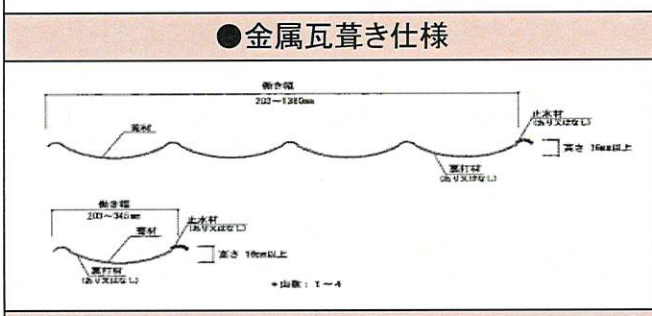 ●金属瓦葺き仕様
働き幅
203～1380mm
葺材
止水材
(あり又はなし)
高さ 16mm以上
裏打材
(あり又はなし)
働き幅
203～345mm
葺材
止水材
(あり又はなし)
高さ 16mm以上
裏打材
(あり又はなし)
*山数：1～4